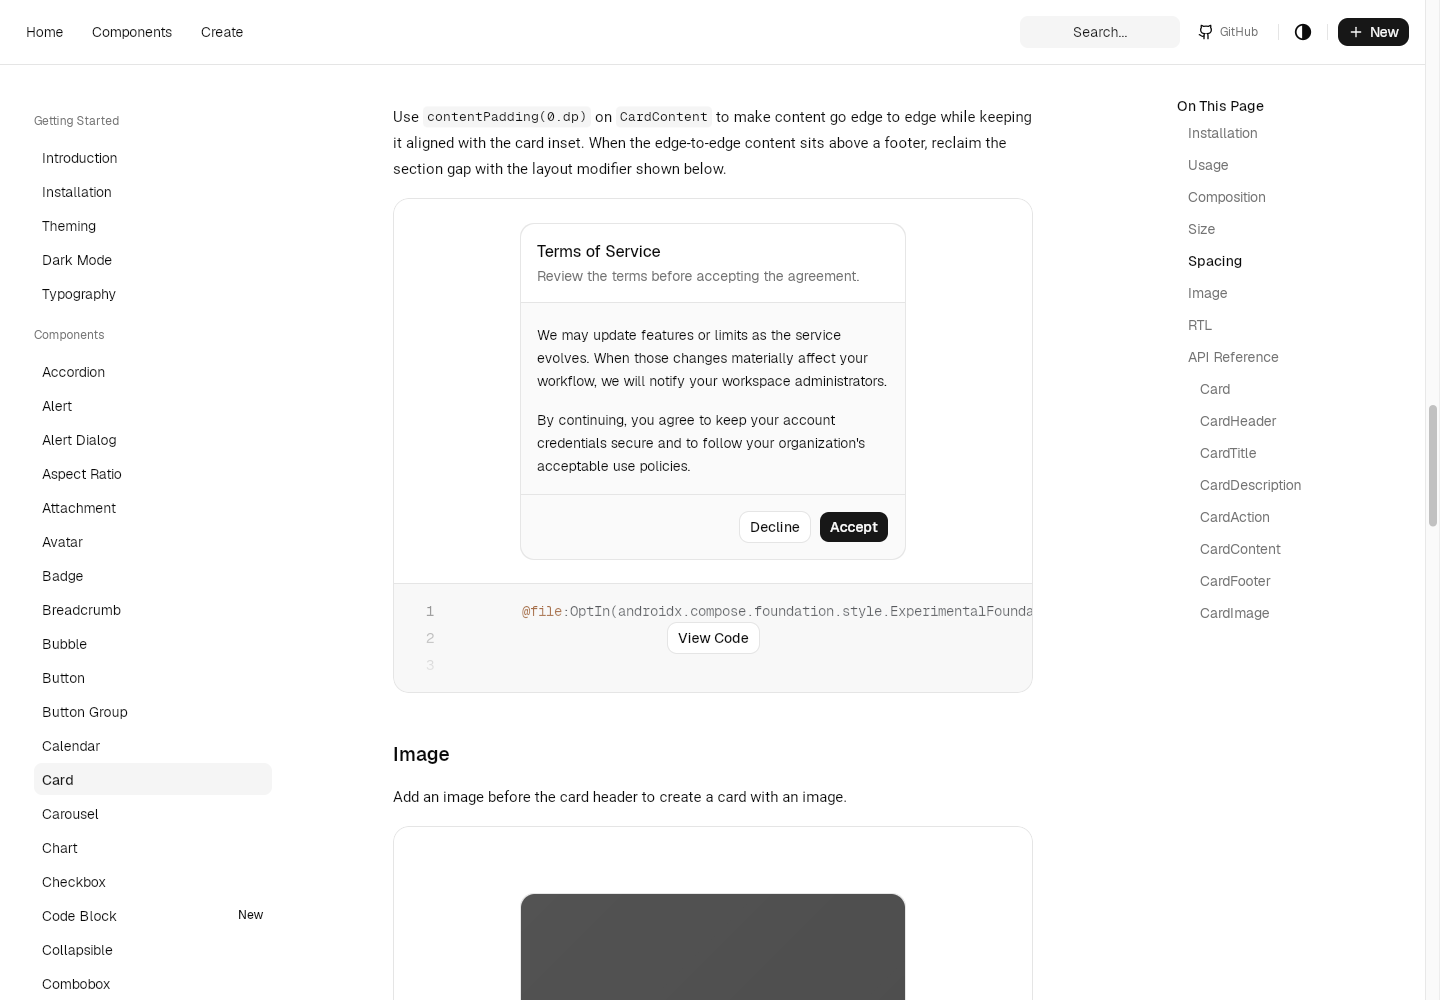 Home
Components
Create
Search...
GitHub
New
Getting Started
Introduction
Installation
Theming
Dark Mode
Typography
Components
Accordion
Alert
Alert Dialog
Aspect Ratio
Attachment
Avatar
Badge
Breadcrumb
Bubble
Button
Button Group
Calendar
Card
Carousel
Chart
Checkbox
Code Block
New
Collapsible
Combobox
Use contentPadding(0.dp) on CardContent to make content go edge to edge while keeping
it aligned with the card inset. When the edge-to-edge content sits above a footer, reclaim the
section gap with the layout modifier shown below.
Terms of Service
Review the terms before accepting the agreement.
We may update features or limits as the service
evolves. When those changes materially affect your
workflow, we will notify your workspace administrators.
By continuing, you agree to keep your account
credentials secure and to follow your organization's
acceptable use policies.
Decline
Accept
1 @file:OptIn(androidx.compose.foundation.style.ExperimentalFounda
2
View Code
3
Image
Add an image before the card header to create a card with an image.
On This Page
Installation
Usage
Composition
Size
Spacing
Image
RTL
API Reference
Card
CardHeader
CardTitle
CardDescription
CardAction
CardContent
CardFooter
CardImage